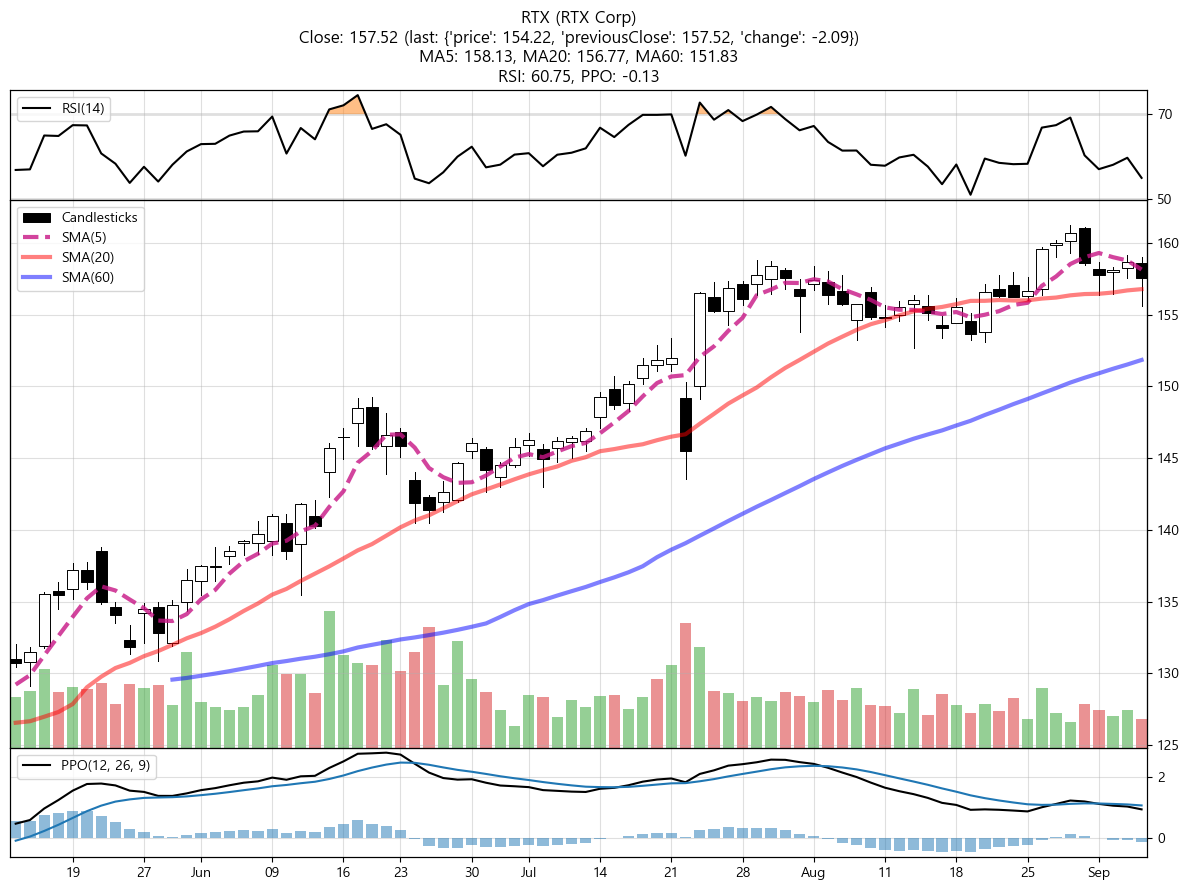 RTX (RTX Corp)
Close: 157.52 (last: {'price': 154.22, 'previousClose': 157.52, 'change': -2.09})
MA5: 158.13, MA20: 156.77, MA60: 151.83
RSI: 60.75, PPO: -0.13
RSI(14)
70
50
Candlesticks
SMA(5)
SMA(20)
SMA(60)
160
155
150
145
140
135
130
125
PPO(12, 26, 9)
2
0
19 27 Jun 09 16 23 30 Jul 14 21 28 Aug 11 18 25 Sep